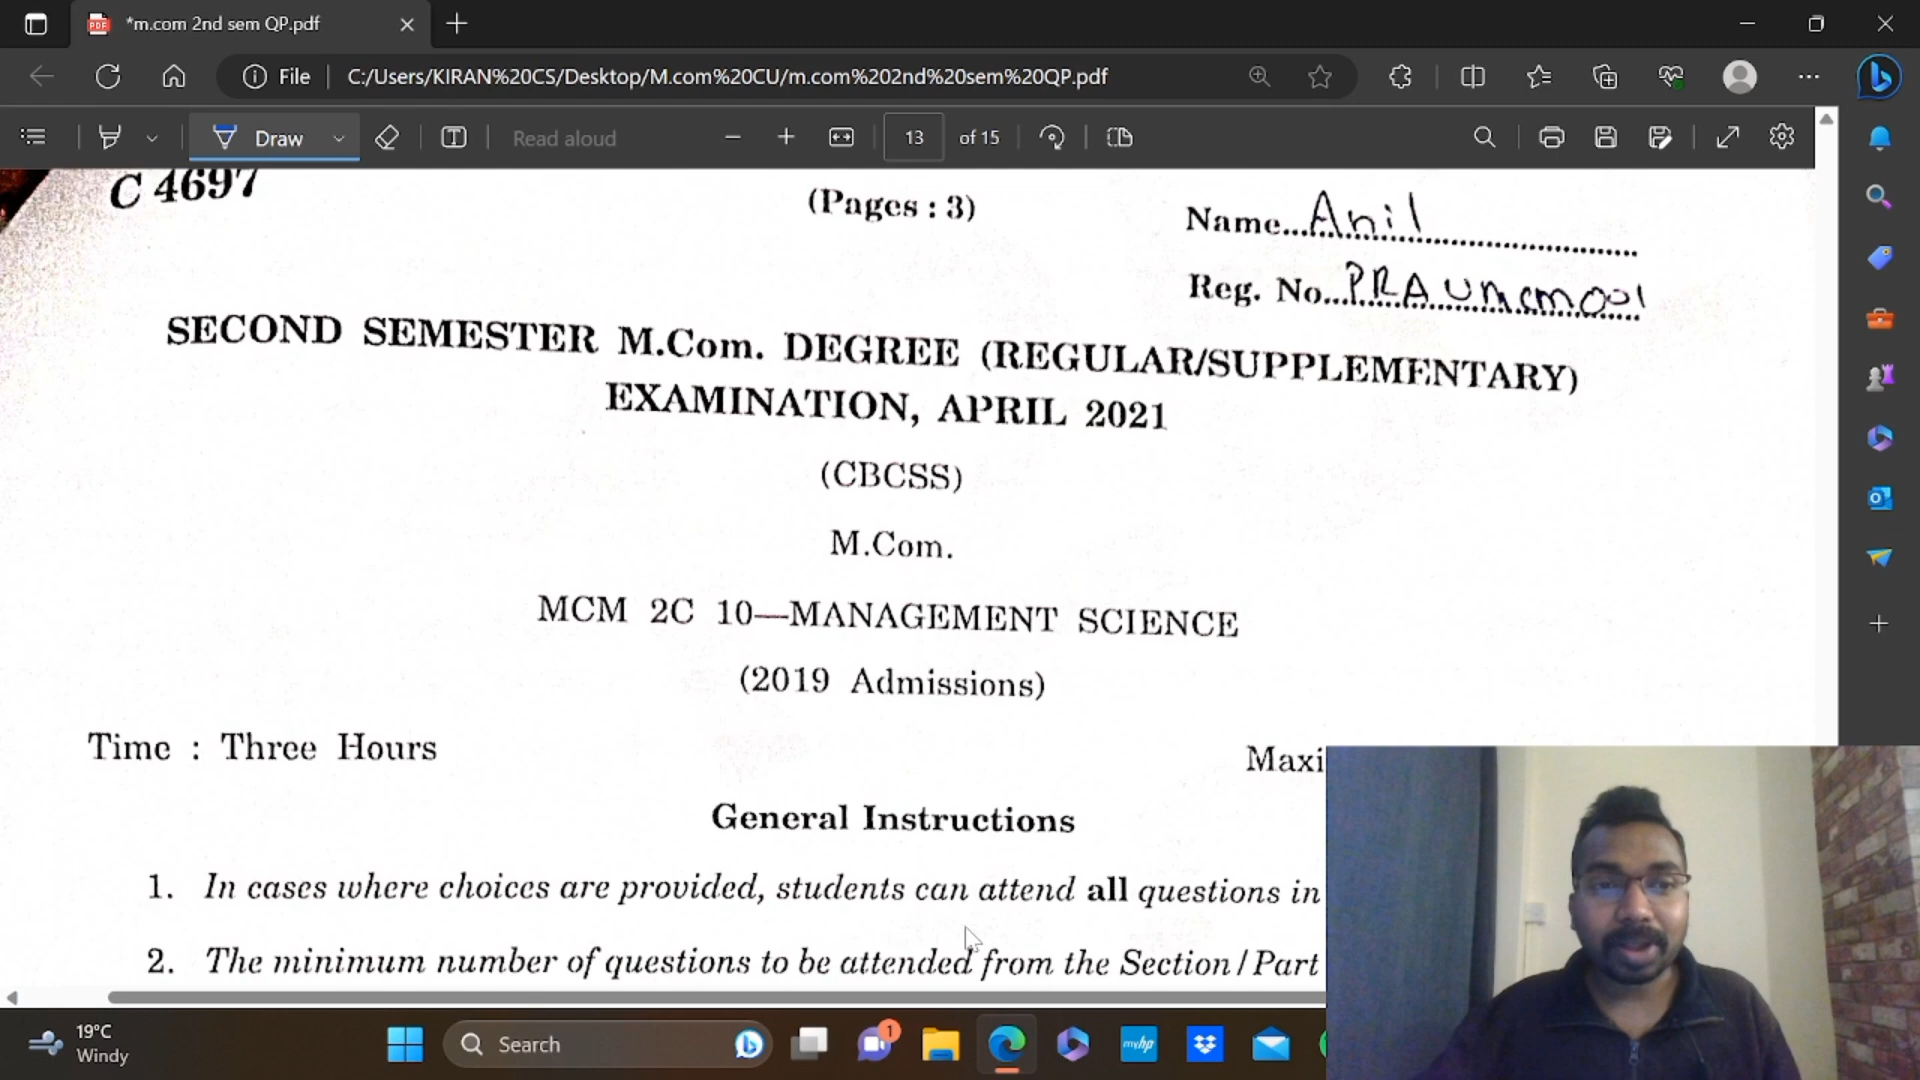 *m.com 2nd sem QP.pdf
File
C:/Users/KIRAN%20CS/Desktop/M.com%20CU/m.com%202nd%20sem%20QP.pdf
Draw
Read aloud
13
of 15
C 4697
(Pages : 3)
Name...Anil
Reg. No...PRAUMCM001
SECOND SEMESTER M.Com. DEGREE (REGULAR/SUPPLEMENTARY)
EXAMINATION, APRIL 2021
(CBCSS)
M.Com.
MCM 2C 10—MANAGEMENT SCIENCE
(2019 Admissions)
Time : Three Hours
Maxi
General Instructions
1. In cases where choices are provided, students can attend all questions in
2. The minimum number of questions to be attended from the Section / Part
19°C
Windy
Search
1
myhp